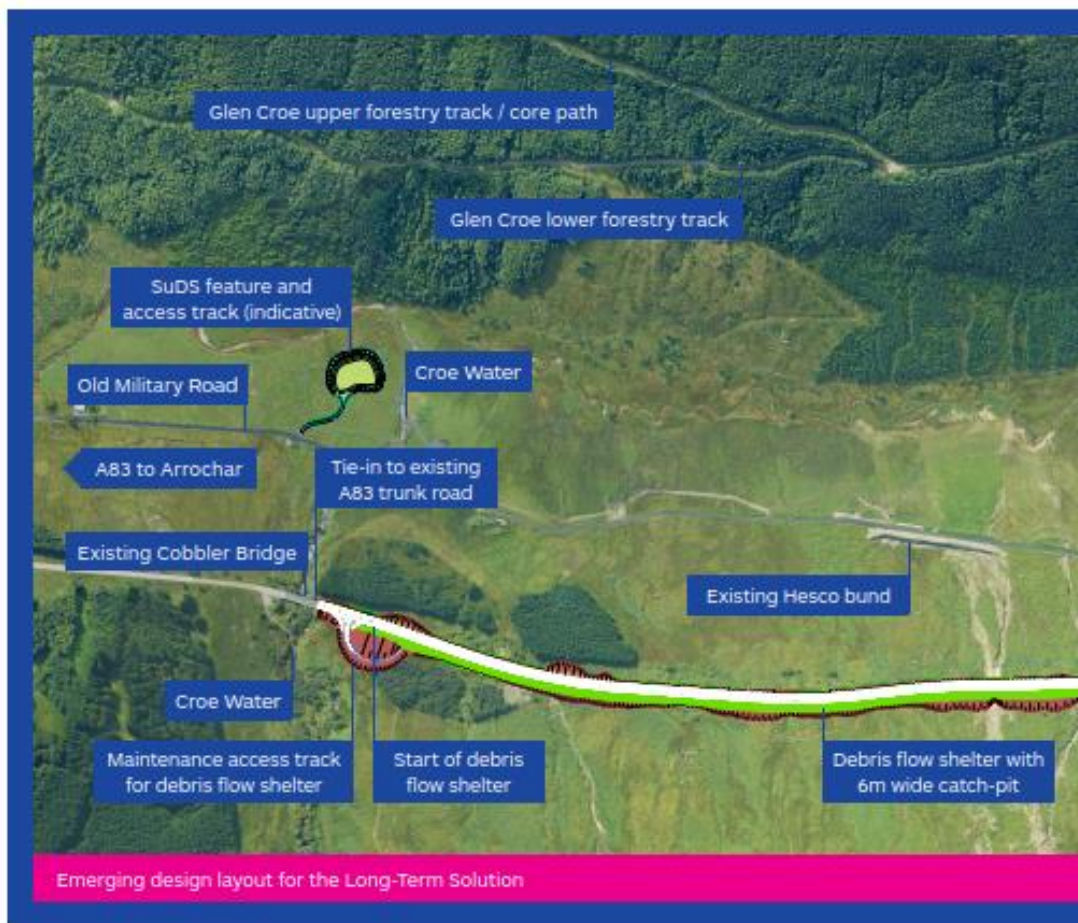 Glen Croe upper forestry track / core path
Glen Croe lower forestry track
SuDS feature and
access track (indicative)
Croe Water
Old Military Road
A83 to Arrochar
Tie-in to existing
A83 trunk road
Existing Cobbler Bridge
Existing Hesco bund
Croe Water
Maintenance access track
for debris flow shelter
Start of debris
flow shelter
Debris flow shelter with
6m wide catch-pit
Emerging design layout for the Long-Term Solution